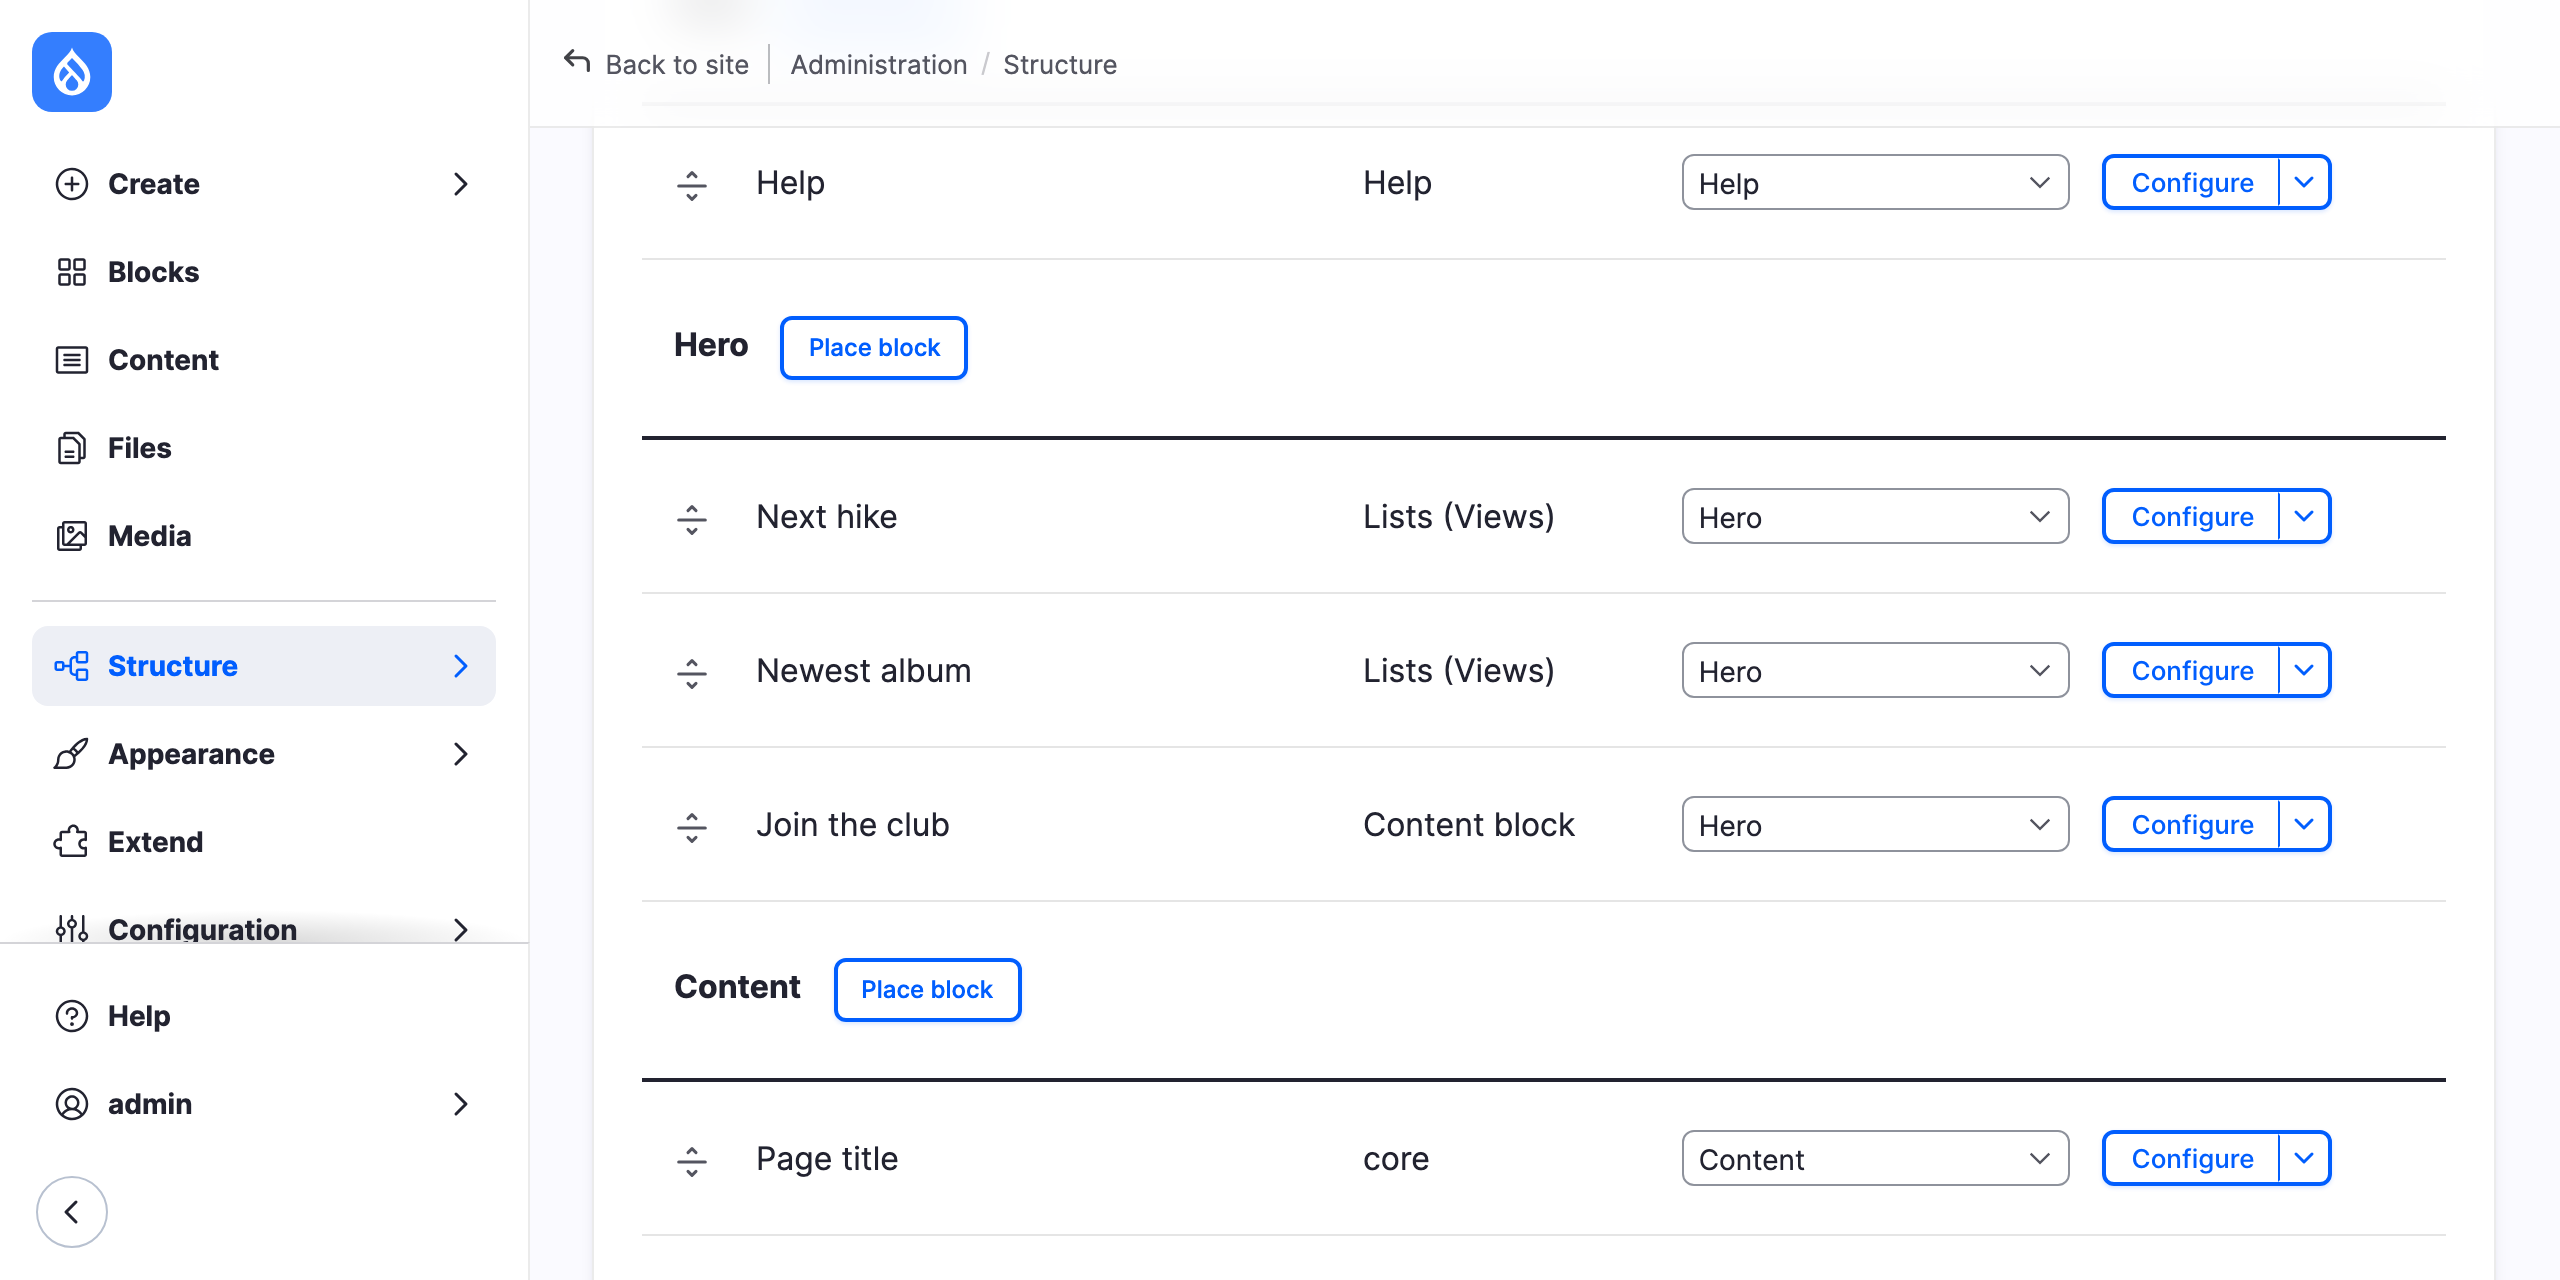 Back to site
Administration / Structure
Create
Blocks
Content
Files
Media
Structure
Appearance
Extend
Configuration
Help
admin
Help Help Help Configure
Hero Place block
Next hike Lists (Views) Hero Configure
Newest album Lists (Views) Hero Configure
Join the club Content block Hero Configure
Content Place block
Page title core Content Configure